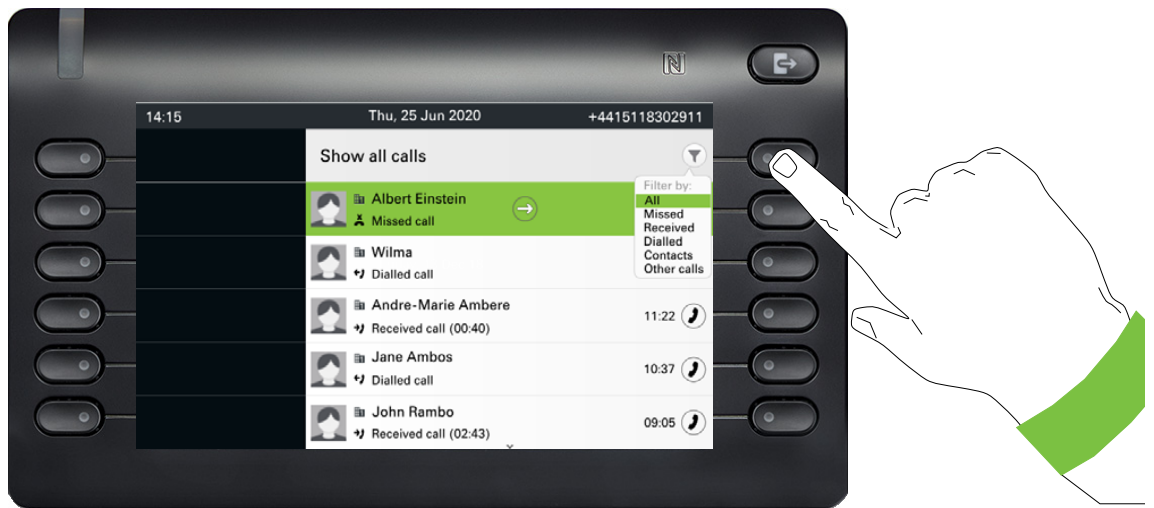 14:15 Thu, 25 Jun 2020 +4415118302911
Show all calls
Filter by:
All
Missed
Received
Dialled
Contacts
Other calls
Albert Einstein
Missed call
Wilma
Dialled call
Andre-Marie Ambere
Received call (00:40)
11:22
Jane Ambos
Dialled call
10:37
John Rambo
Received call (02:43)
09:05